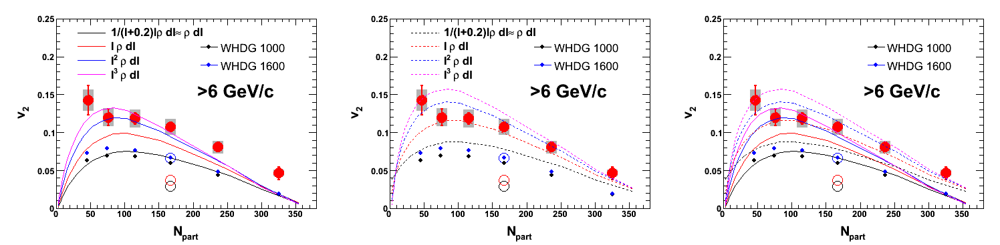 0.25
0.2
0.15
0.1
0.05
0
v2
1/(l+0.2)lρ dl≈ ρ dl
l ρ dl
l² ρ dl
l³ ρ dl
WHDG 1000
WHDG 1600
>6 GeV/c
0 50 100 150 200 250 300 350
Npart
0.25
0.2
0.15
0.1
0.05
0
v2
1/(l+0.2)lρ dl≈ ρ dl
l ρ dl
l² ρ dl
l³ ρ dl
WHDG 1000
WHDG 1600
>6 GeV/c
0 50 100 150 200 250 300 350
Npart
0.25
0.2
0.15
0.1
0.05
0
v2
WHDG 1000
WHDG 1600
>6 GeV/c
0 50 100 150 200 250 300 350
Npart